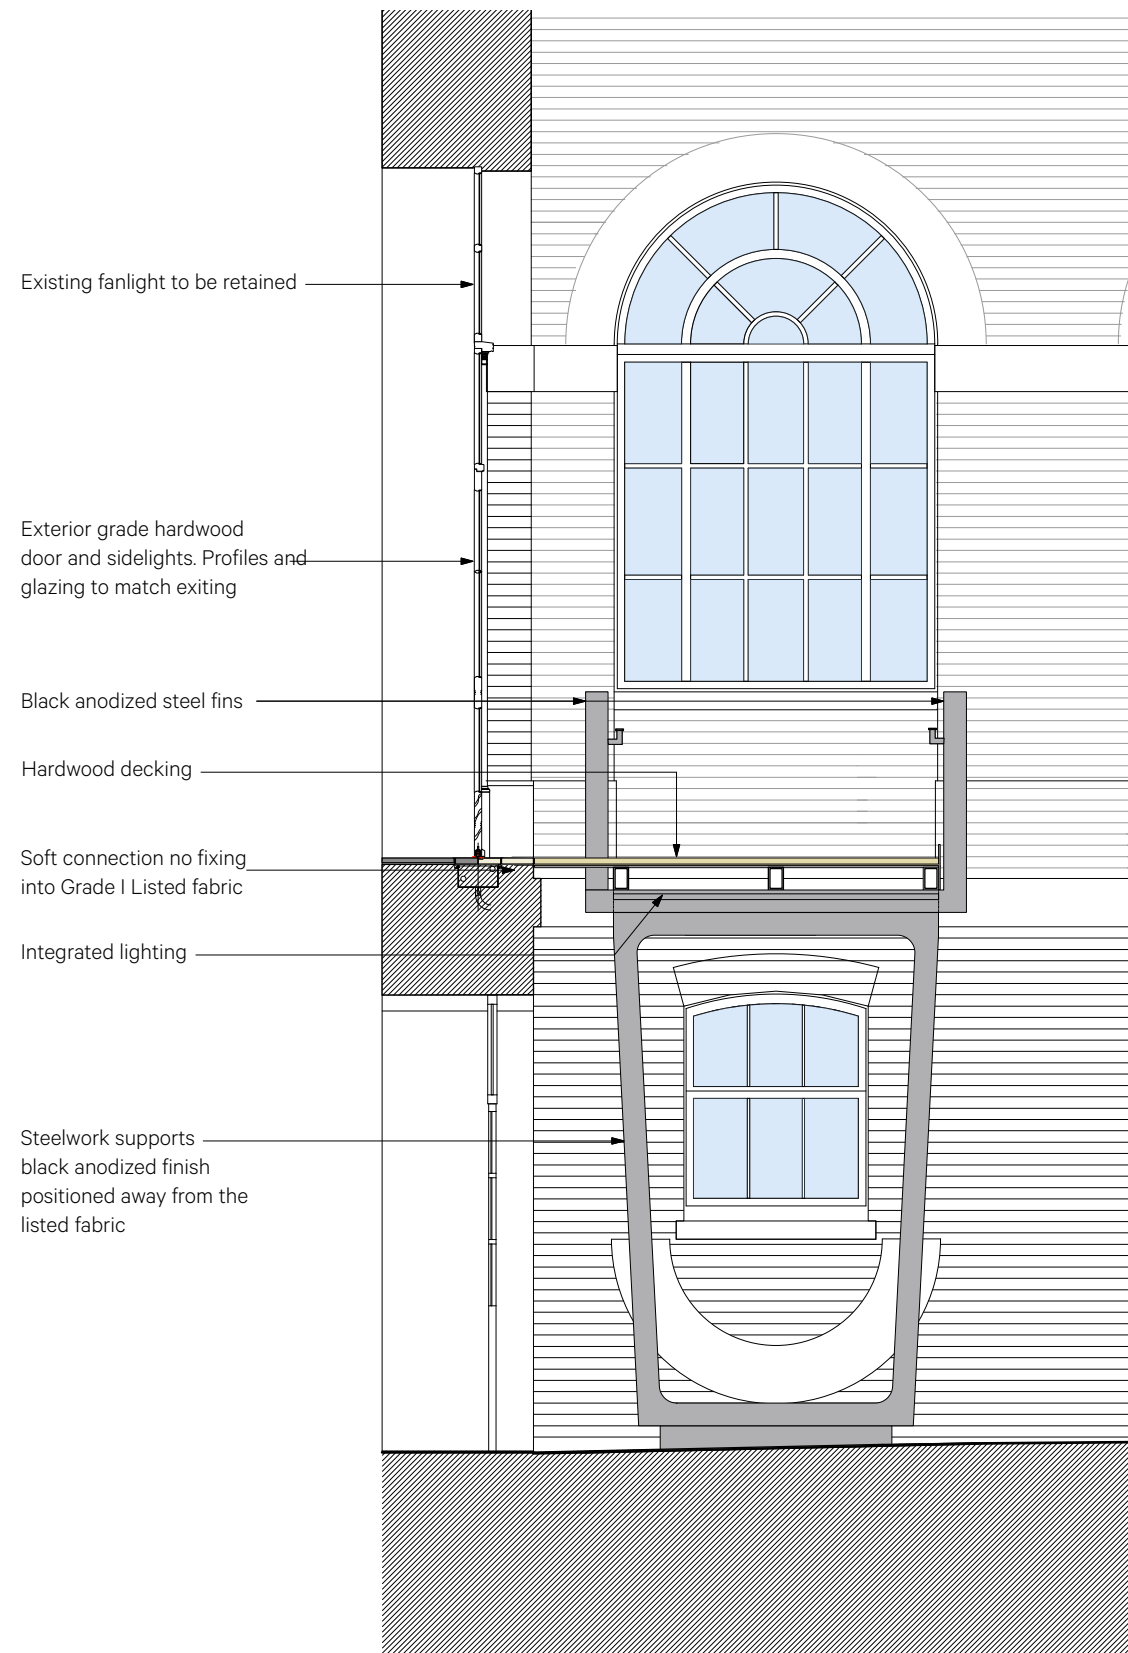 Existing fanlight to be retained
Exterior grade hardwood
door and sidelights. Profiles and
glazing to match exiting
Black anodized steel fins
Hardwood decking
Soft connection no fixing
into Grade I Listed fabric
Integrated lighting
Steelwork supports
black anodized finish
positioned away from the
listed fabric